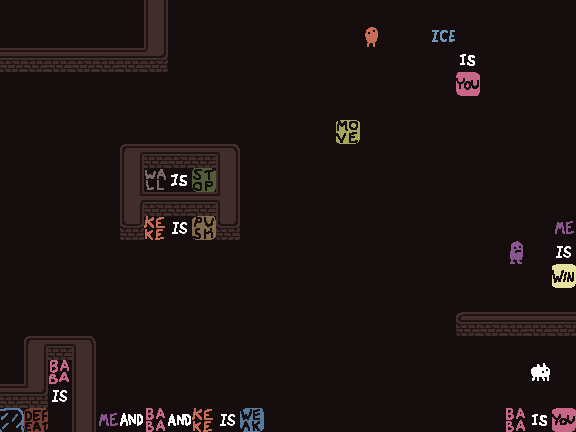 ICE
IS
YOU
MOVE
WALL IS STOP
KEKE IS PUSH
ME
IS
WIN
BABA
IS
DEFEAT
ME AND BABA AND KEKE IS WEAK
BABA IS YOU